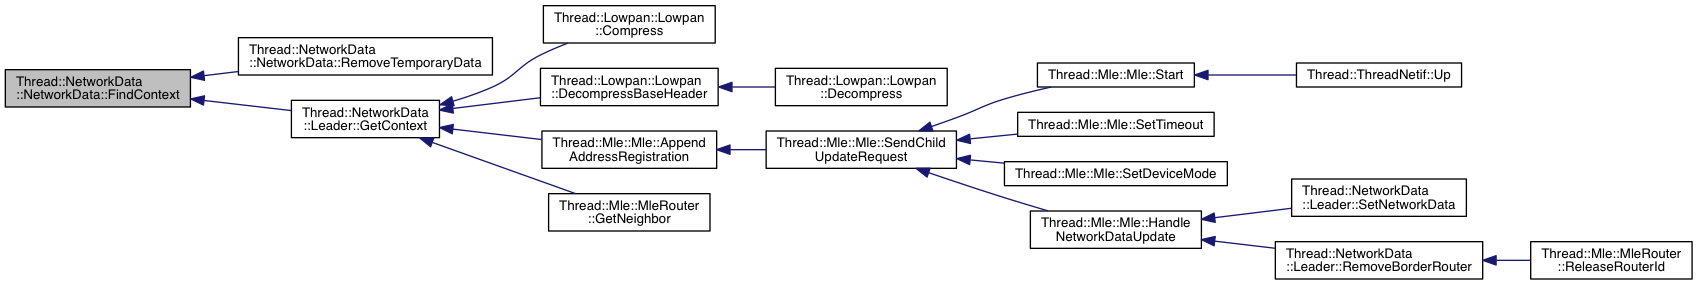 Thread::NetworkData
::NetworkData::FindContext
Thread::NetworkData
::NetworkData::RemoveTemporaryData
Thread::NetworkData
::Leader::GetContext
Thread::Lowpan::Lowpan
::Compress
Thread::Lowpan::Lowpan
::DecompressBaseHeader
Thread::Mle::Mle::Append
AddressRegistration
Thread::Mle::MleRouter
::GetNeighbor
Thread::Lowpan::Lowpan
::Decompress
Thread::Mle::Mle::SendChild
UpdateRequest
Thread::Mle::Mle::Start
Thread::Mle::Mle::SetTimeout
Thread::Mle::Mle::SetDeviceMode
Thread::Mle::Mle::Handle
NetworkDataUpdate
Thread::ThreadNetif::Up
Thread::NetworkData
::Leader::SetNetworkData
Thread::NetworkData
::Leader::RemoveBorderRouter
Thread::Mle::MleRouter
::ReleaseRouterId